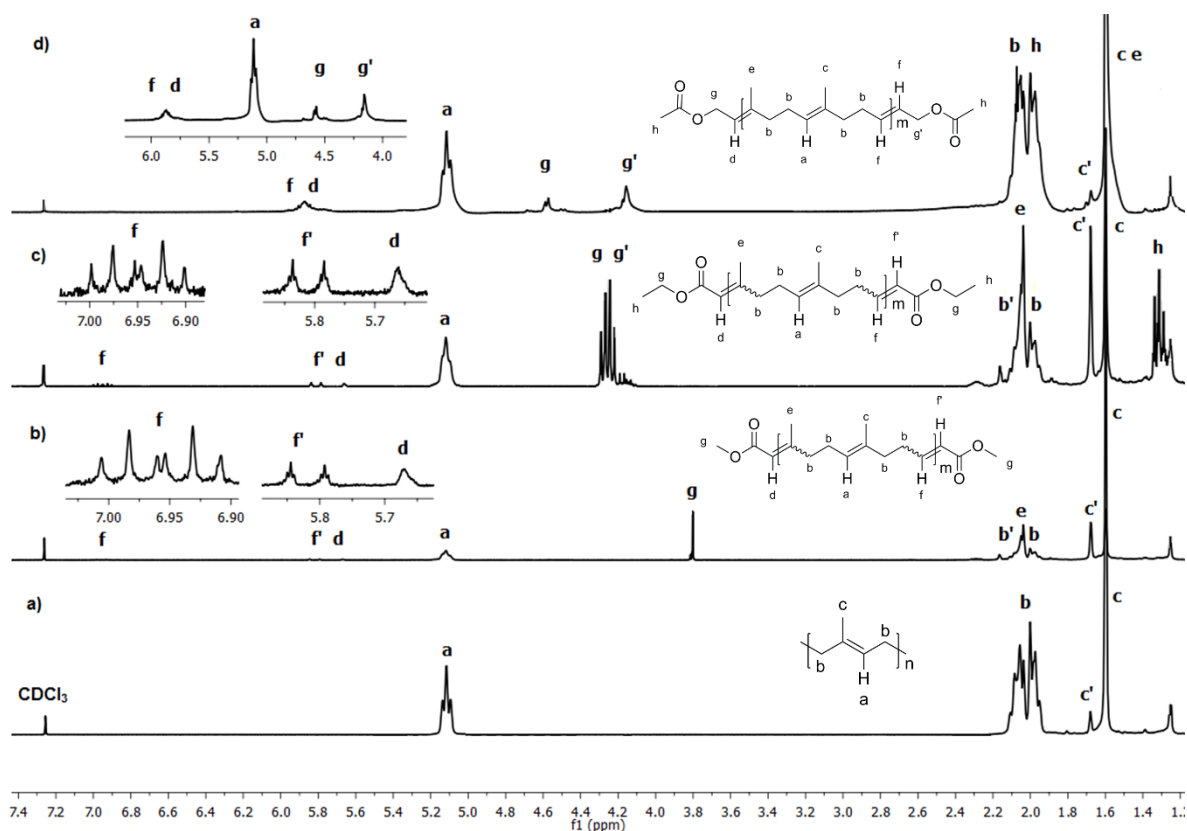 d)
a
f d
g
g'
6.0 5.5 5.0 4.5 4.0
a
f d
g
g'
b h
c e
c'
O
h
O
g
e
c
f
H
b
b
b
b
m
g'
O
h
O
H
d
H
a
H
f
c)
f
7.00 6.95 6.90
f'
d
5.8 5.7
f
f' d
a
g g'
e
c'
c
h
b' b
O
g
O
h
e
c
f'
H
b
b
b
b
m
O
g
O
h
H
d
H
a
H
f
b)
f
7.00 6.95 6.90
f'
d
5.8 5.7
f
f' d
a
g
e
c'
c
b' b
O
g
O
e
c
f'
H
b
b
b
b
m
O
g
O
H
d
H
a
H
f
a)
CDCl3
a
b
c
c'
c
b
b
n
H
a
7.4 7.2 7.0 6.8 6.6 6.4 6.2 6.0 5.8 5.6 5.4 5.2 5.0 4.8 4.6 4.4 4.2 4.0 3.8 3.6 3.4 3.2 3.0 2.8 2.6 2.4 2.2 2.0 1.8 1.6 1.4 1.2
f1 (ppm)